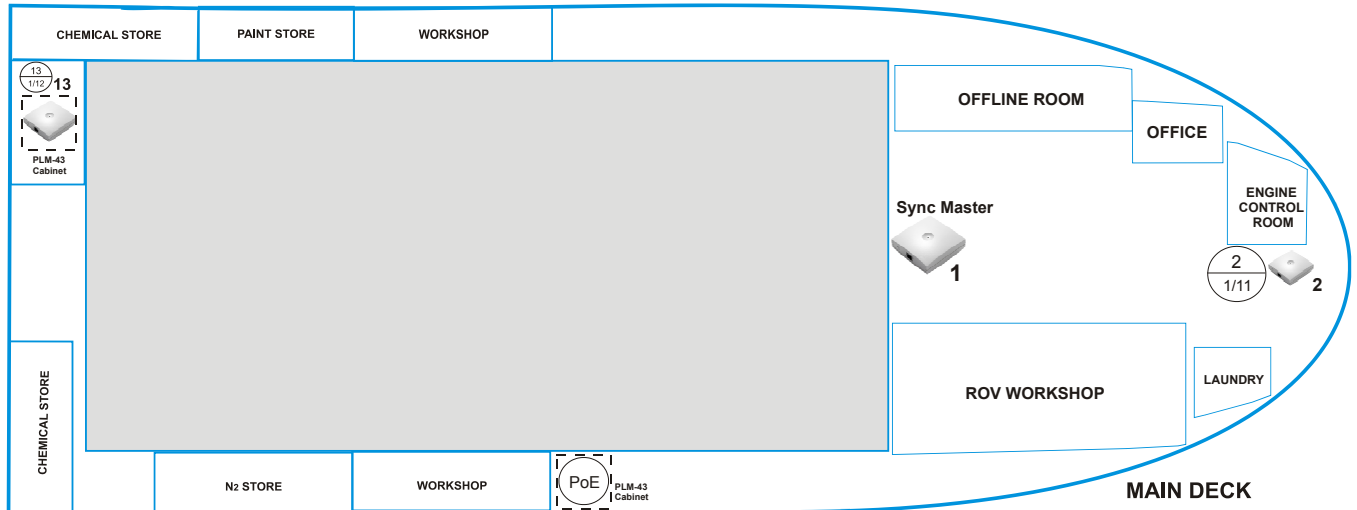 CHEMICAL STORE
PAINT STORE
WORKSHOP
13
1/12
13
PLM-43
Cabinet
OFFLINE ROOM
OFFICE
ENGINE
CONTROL
ROOM
Sync Master
1
2
1/11
2
CHEMICAL STORE
ROV WORKSHOP
LAUNDRY
N2 STORE
WORKSHOP
PoE
PLM-43
Cabinet
MAIN DECK